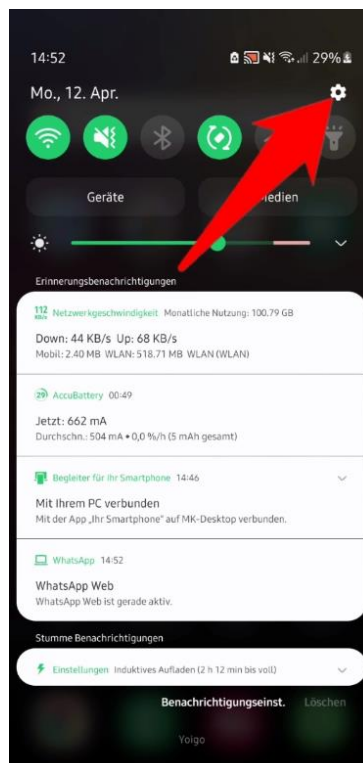 14:52 29%
Mo., 12. Apr.
Geräte
Erinnerungsbenachrichtigungen
112 KB/s Netzwerkgeschwindigkeit Monatliche Nutzung: 100.79 GB
Down: 44 KB/s Up: 68 KB/s
Mobil: 2.40 MB WLAN: 518.71 MB WLAN (WLAN)
29 AccuBattery 00:49
Jetzt: 662 mA
Durchschn.: 504 mA • 0,0 %/h (5 mAh gesamt)
Begleiter für Ihr Smartphone 14:46
Mit Ihrem PC verbunden
Mit der App „Ihr Smartphone" auf MK-Desktop verbunden.
WhatsApp 14:52
WhatsApp Web
WhatsApp Web ist gerade aktiv.
Stumme Benachrichtigungen
Einstellungen Induktives Aufladen (2 h 12 min bis voll)
Benachrichtigungseinst. Löschen
Yoigo